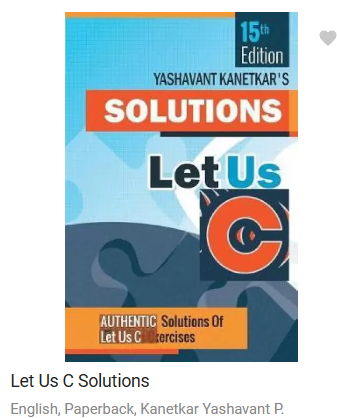 15th
Edition
YASHAVANT KANETKAR'S
SOLUTIONS
Let Us
C
AUTHENTIC Solutions Of
Let Us C Exercises
Let Us C Solutions
English, Paperback, Kanetkar Yashavant P.